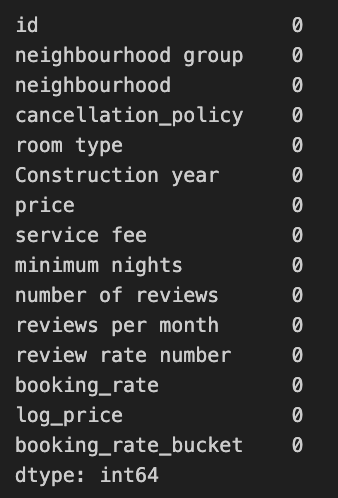 id 0
neighbourhood group 0
neighbourhood 0
cancellation_policy 0
room type 0
Construction year 0
price 0
service fee 0
minimum nights 0
number of reviews 0
reviews per month 0
review rate number 0
booking_rate 0
log_price 0
booking_rate_bucket 0
dtype: int64